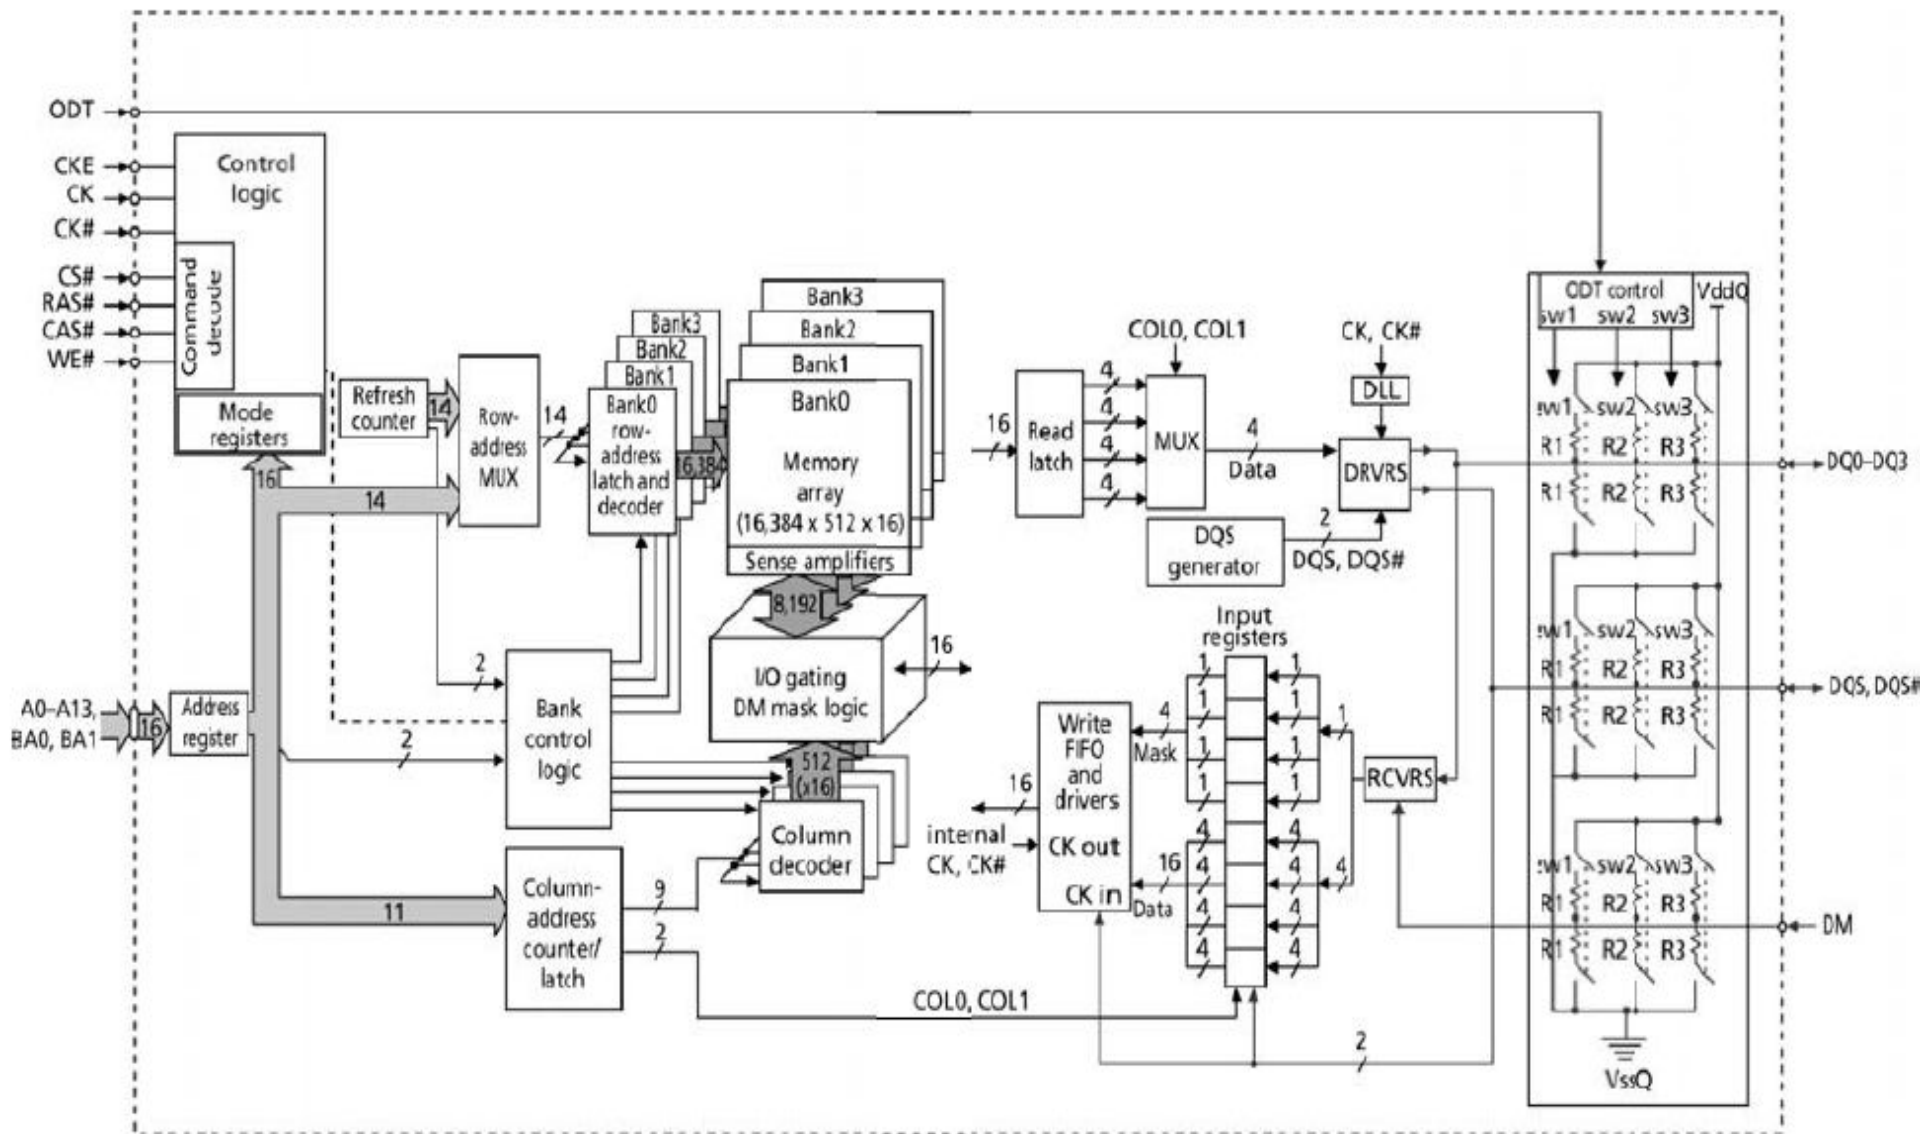 ODT
CKE
CK
CK#
CS#
RAS#
CAS#
WE#
Control
logic
Command
decode
Mode
registers
16
14
Refresh
counter
14
Row-
address
MUX
14
Bank3
Bank2
Bank1
Bank0
row-
address
latch and
decoder
16,384
Bank3
Bank2
Bank1
Bank0
Memory
array
(16,384 x 512 x 16)
Sense amplifiers
8,192
I/O gating
DM mask logic
16
512
(x16)
Column
decoder
A0–A13,
BA0, BA1
16
Address
register
2
2
Bank
control
logic
11
Column-
address
counter/
latch
9
2
COL0, COL1
16
Read
latch
4
4
4
4
COL0, COL1
MUX
4
Data
CK, CK#
DLL
DRVRS
DQS
generator
2
DQS, DQS#
Input
registers
1
1
1
1
4
4
4
4
1
1
1
1
4
4
4
4
1
4
RCVRS
Write
FIFO
and
drivers
CK out
CK in
4
Mask
16
Data
16
internal
CK, CK#
2
ODT control
VddQ
sw1 sw2 sw3
sw1 sw2 sw3
R1 R2 R3
R1 R2 R3
sw1 sw2 sw3
R1 R2 R3
R1 R2 R3
sw1 sw2 sw3
R1 R2 R3
R1 R2 R3
VssQ
DQ0–DQ3
DQS, DQS#
DM